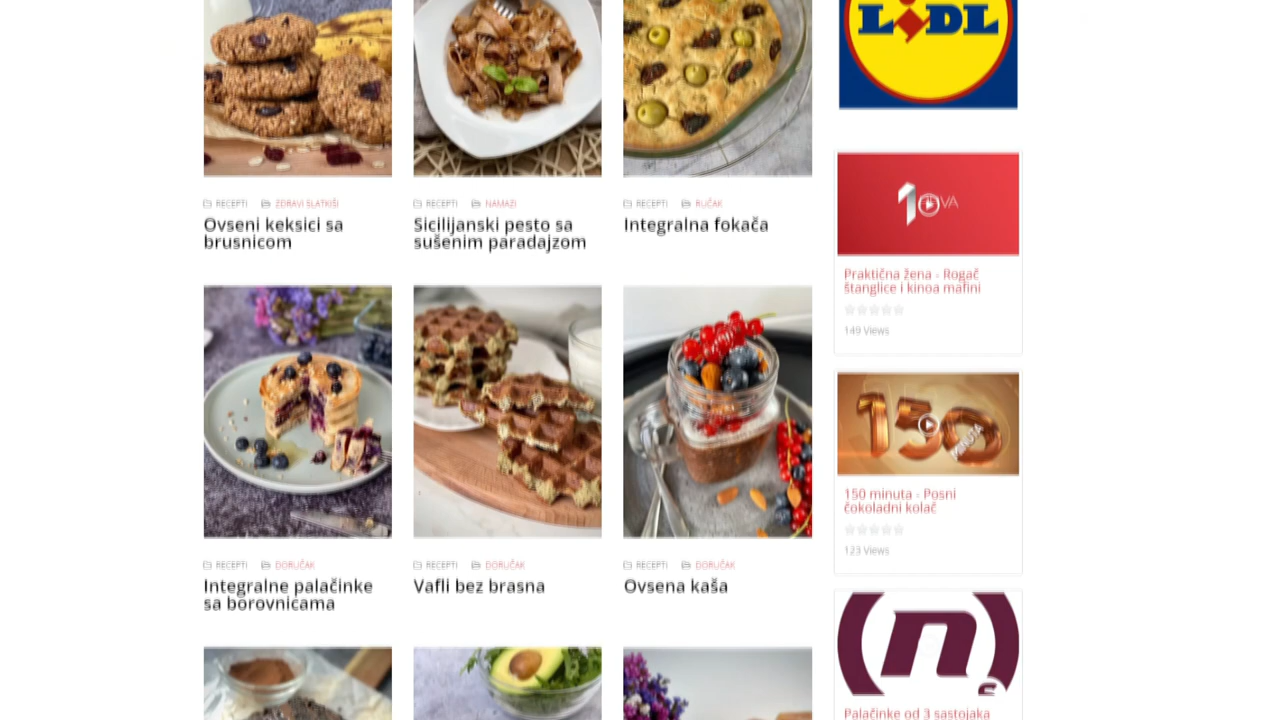 LIDL
RECEPTI ZDRAVI SLATKIŠI
Ovseni keksici sa
brusnicom
RECEPTI NAMAZI
Sicilijanski pesto sa
sušenim paradajzom
RECEPTI RUČAK
Integralna fokača
Praktična žena - Rogač
štanglice i kinoa mafini
149 Views
RECEPTI DORUČAK
Integralne palačinke
sa borovnicama
RECEPTI DORUČAK
Vafli bez brasna
RECEPTI DORUČAK
Ovsena kaša
150
MINUTA
150 minuta - Posni
čokoladni kolač
123 Views
n
Palačinke od 3 sastojaka